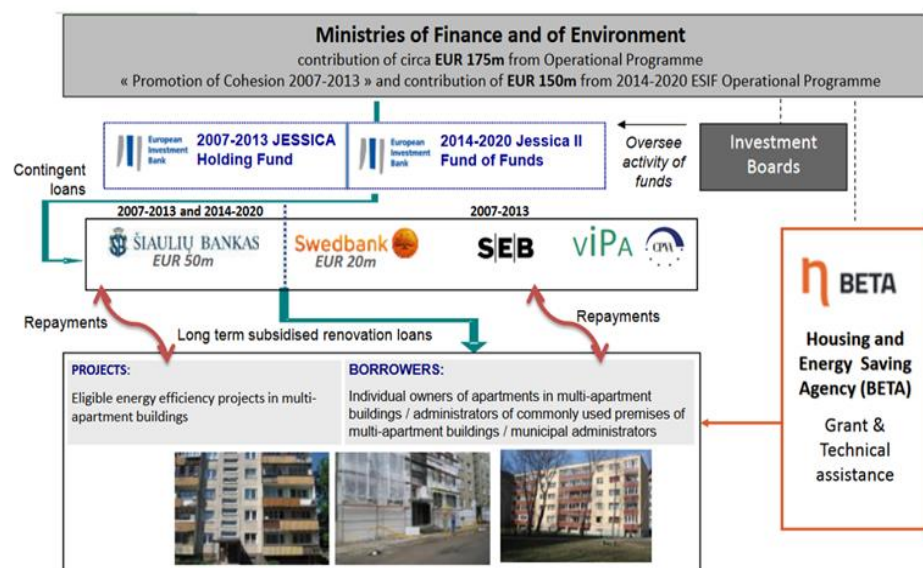 Ministries of Finance and of Environment
contribution of circa EUR 175m from Operational Programme
« Promotion of Cohesion 2007-2013 » and contribution of EUR 150m from 2014-2020 ESIF Operational Programme
European
Investment
Bank
2007-2013 JESSICA
Holding Fund
European
Investment
Bank
2014-2020 Jessica II
Fund of Funds
Oversee
activity of
funds
Investment
Boards
Contingent
loans
2007-2013 and 2014-2020
2007-2013
ŠIAULIŲ BANKAS
EUR 50m
Swedbank
EUR 20m
SEB
VIPA
CPVA
η BETA
Repayments
Long term subsidised renovation loans
Repayments
Housing and
Energy Saving
Agency (BETA)
Grant &
Technical
assistance
PROJECTS:
Eligible energy efficiency projects in multi-
apartment buildings
BORROWERS:
Individual owners of apartments in multi-apartment
buildings / administrators of commonly used premises of
multi-apartment buildings / municipal administrators